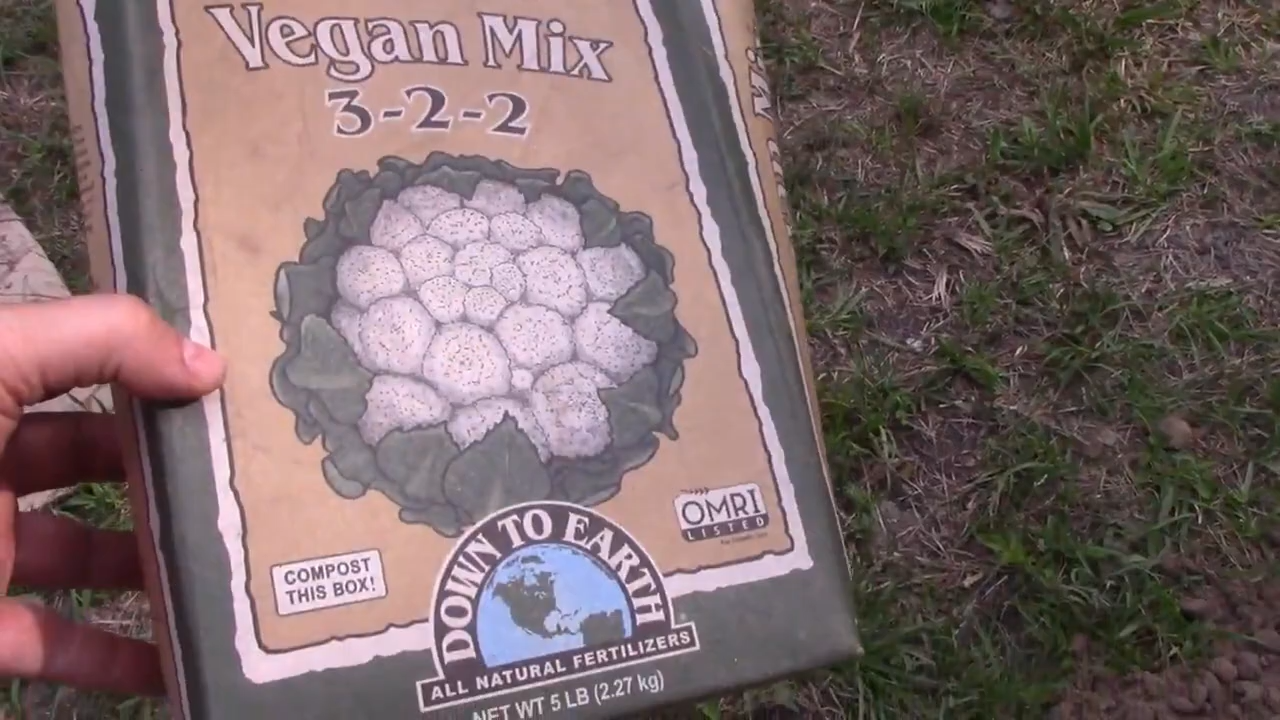 Vegan Mix
3-2-2
OMRI
LISTED
COMPOST
THIS BOX!
DOWN TO EARTH
ALL NATURAL FERTILIZERS
NET WT 5 LB (2.27 kg)